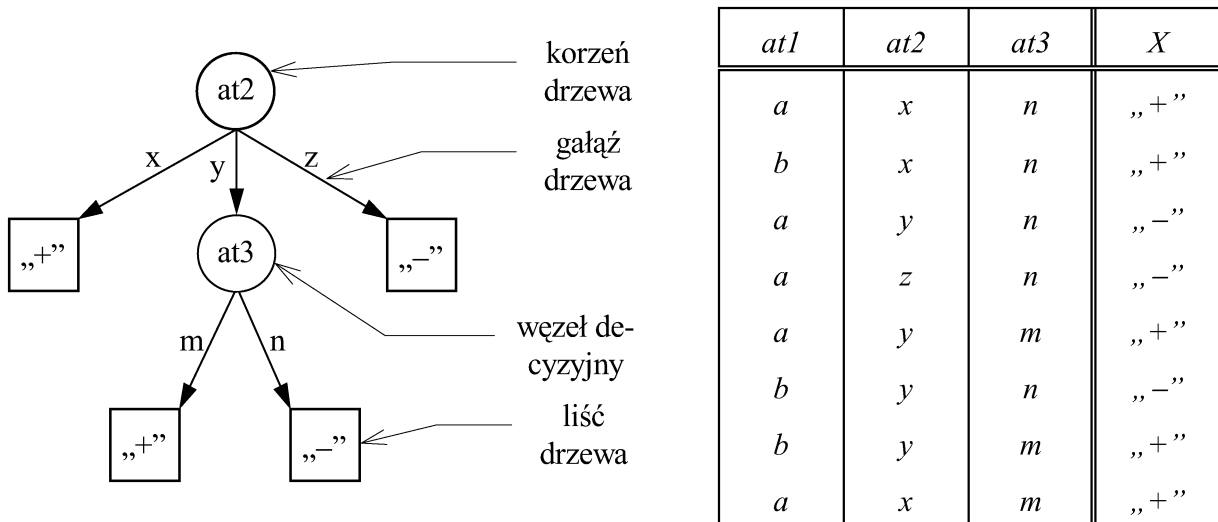 korzeń
drzewa
at2
x
y
z
gałąź
drzewa
„+”
at3
„−”
m
n
węzeł de-
cyzyjny
„+”
„−”
liść
drzewa
at1 at2 at3 X
a x n „+”
b x n „+”
a y n „−”
a z n „−”
a y m „+”
b y n „−”
b y m „+”
a x m „+”